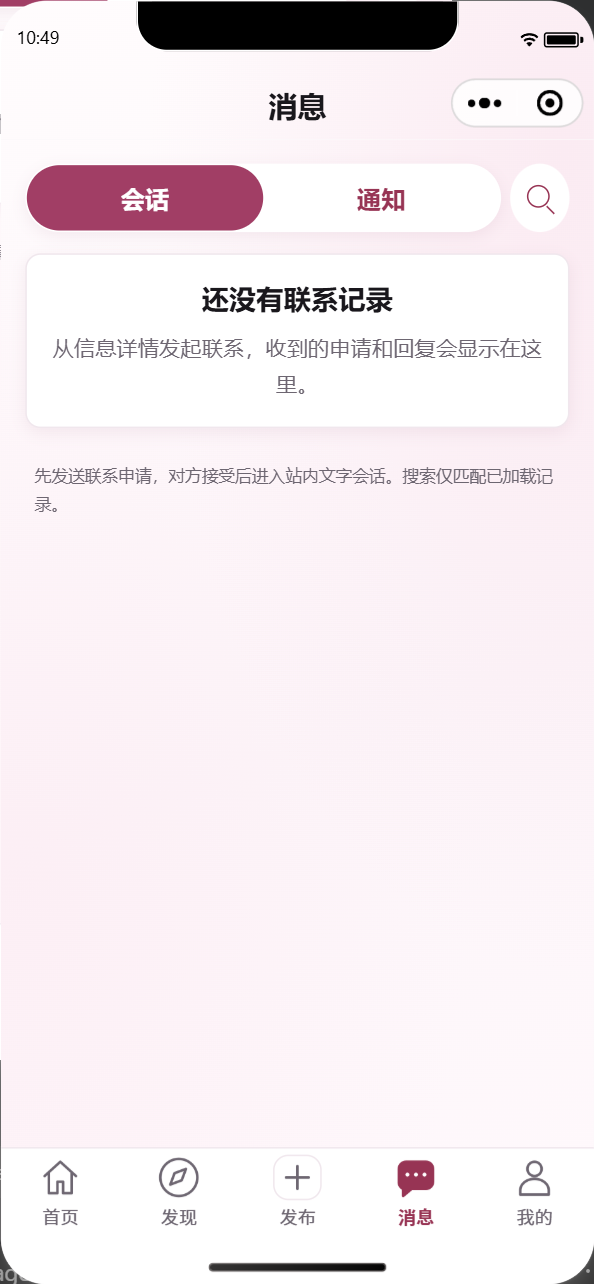 10:49
消息
会话
通知
还没有联系记录
从信息详情发起联系，收到的申请和回复会显示在这
里。
先发送联系申请，对方接受后进入站内文字会话。搜索仅匹配已加载记
录。
首页
发现
发布
消息
我的